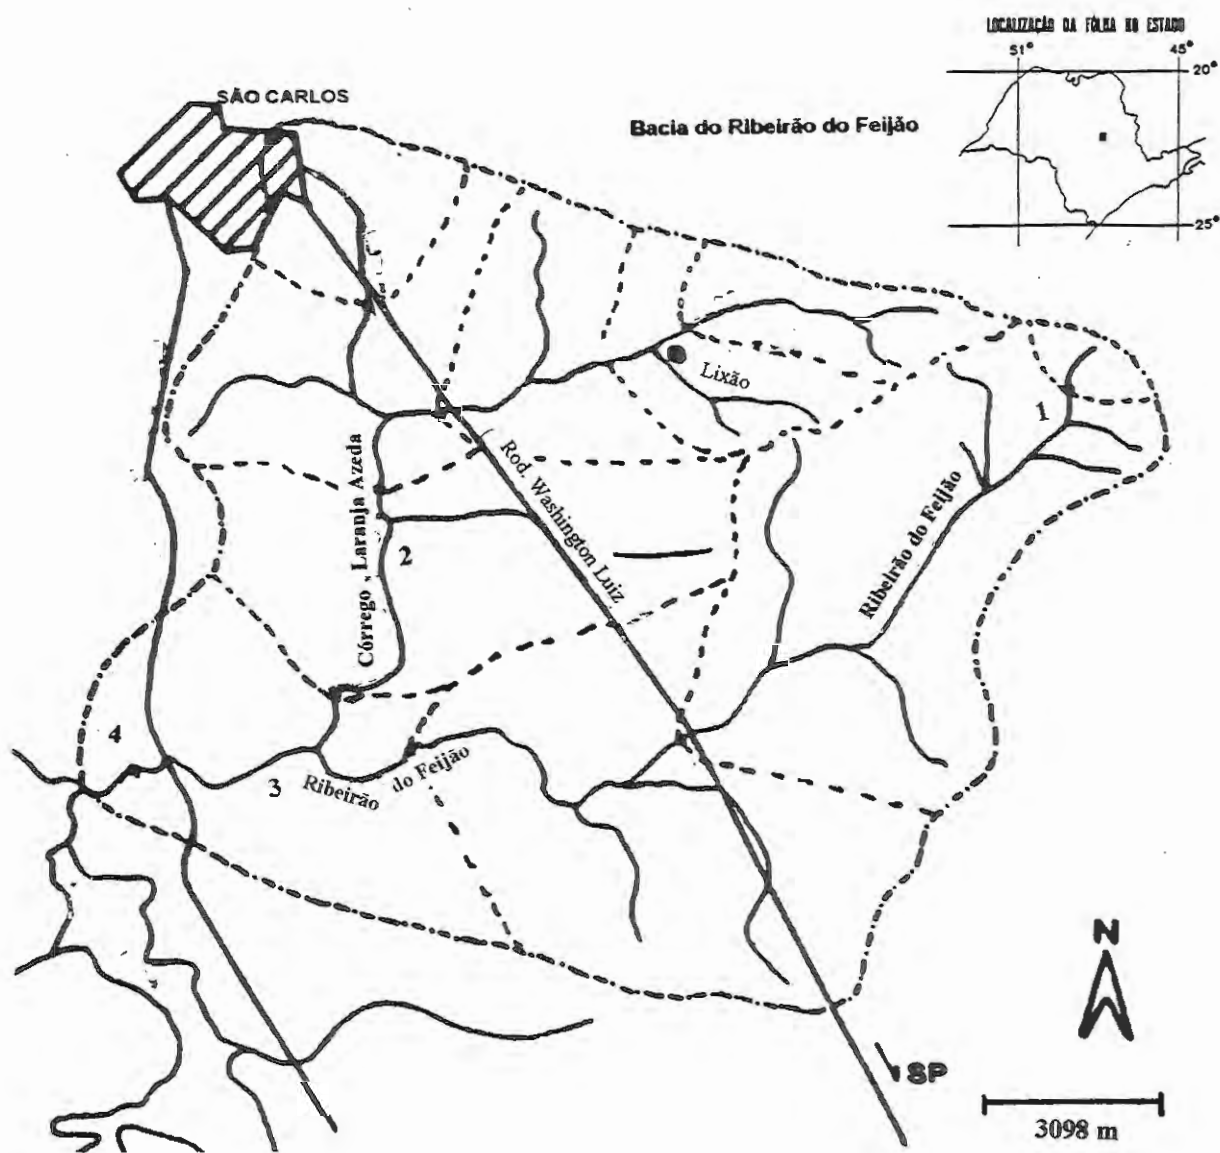 LOCALIZAÇÃO DA FOLHA NO ESTADO
51° 45°
20°
25°
SÃO CARLOS
Bacia do Ribeirão do Feijão
Lixão
1
Rod. Washington Luiz
Córrego Laranja Azeda
2
Ribeirão do Feijão
4
3
Ribeirão do Feijão
N
SP
3098 m